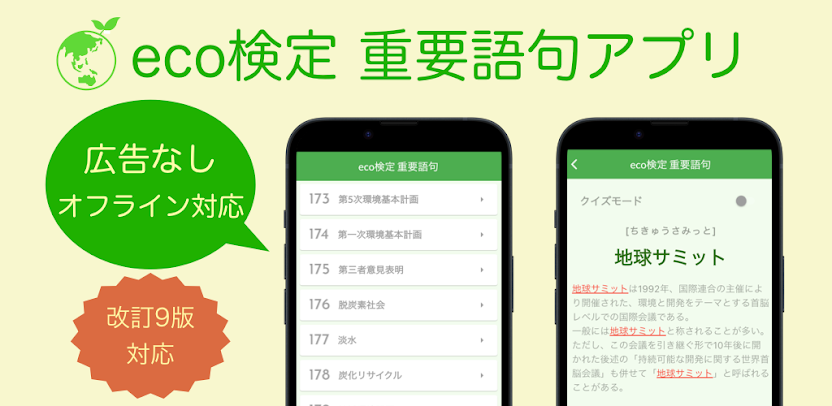 eco検定 重要語句アプリ
広告なし
オフライン対応
改訂9版
対応
eco検定 重要語句
173 第5次環境基本計画
174 第一次環境基本計画
175 第三者意見表明
176 脱炭素社会
177 淡水
178 炭化リサイクル
eco検定 重要語句
クイズモード
[ちきゅうさみっと]
地球サミット
地球サミットは1992年、国際連合の主催によ
り開催された、環境と開発をテーマとする首脳
レベルでの国際会議である。
一般には地球サミットと称されることが多い。
ただし、この会議を引き継ぐ形で10年後に開
かれた後述の「持続可能な開発に関する世界首
脳会議」も併せて「地球サミット」と呼ばれる
ことがある。